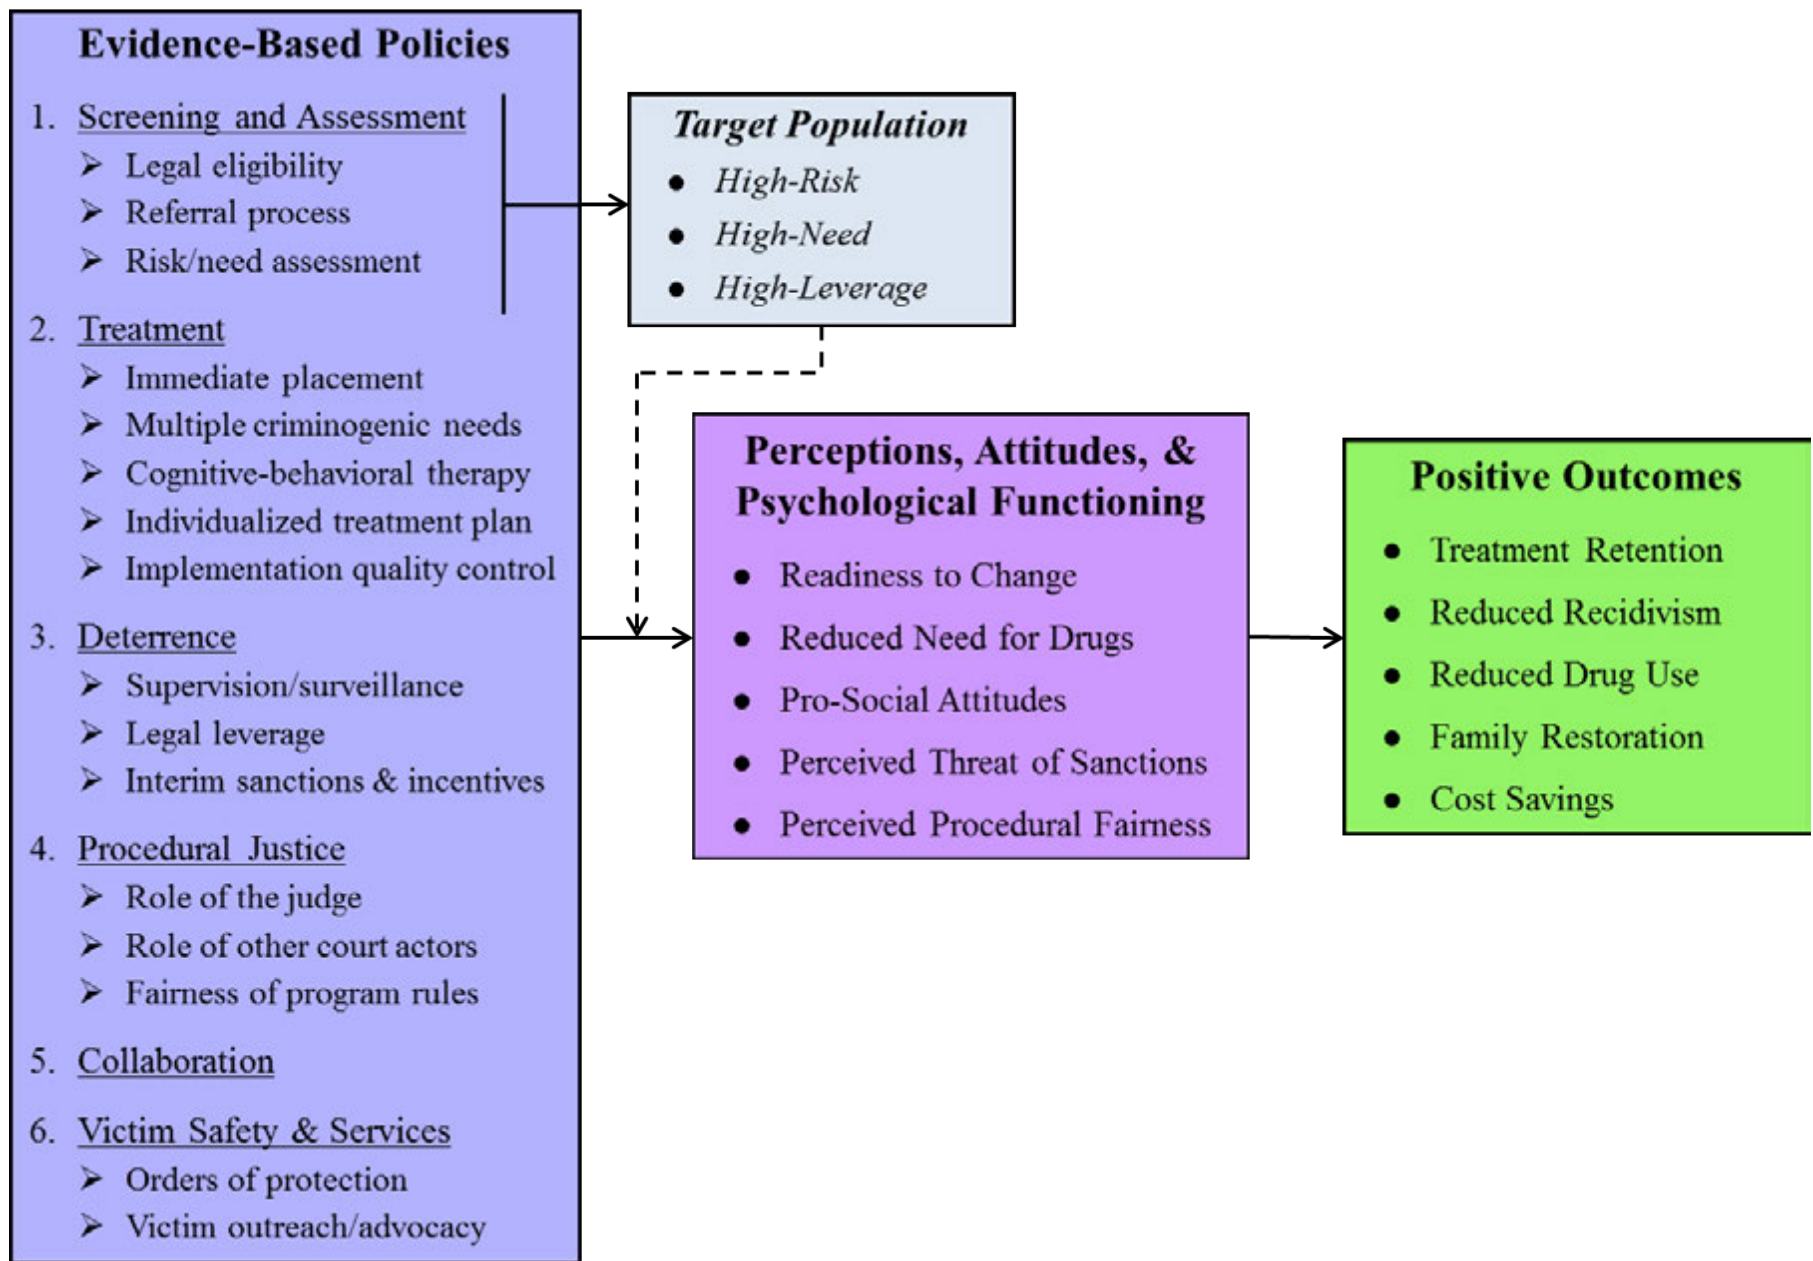 Evidence-Based Policies
1. Screening and Assessment
➢ Legal eligibility
➢ Referral process
➢ Risk/need assessment
2. Treatment
➢ Immediate placement
➢ Multiple criminogenic needs
➢ Cognitive-behavioral therapy
➢ Individualized treatment plan
➢ Implementation quality control
3. Deterrence
➢ Supervision/surveillance
➢ Legal leverage
➢ Interim sanctions & incentives
4. Procedural Justice
➢ Role of the judge
➢ Role of other court actors
➢ Fairness of program rules
5. Collaboration
6. Victim Safety & Services
➢ Orders of protection
➢ Victim outreach/advocacy
Target Population
● High-Risk
● High-Need
● High-Leverage
Perceptions, Attitudes, &
Psychological Functioning
● Readiness to Change
● Reduced Need for Drugs
● Pro-Social Attitudes
● Perceived Threat of Sanctions
● Perceived Procedural Fairness
Positive Outcomes
● Treatment Retention
● Reduced Recidivism
● Reduced Drug Use
● Family Restoration
● Cost Savings